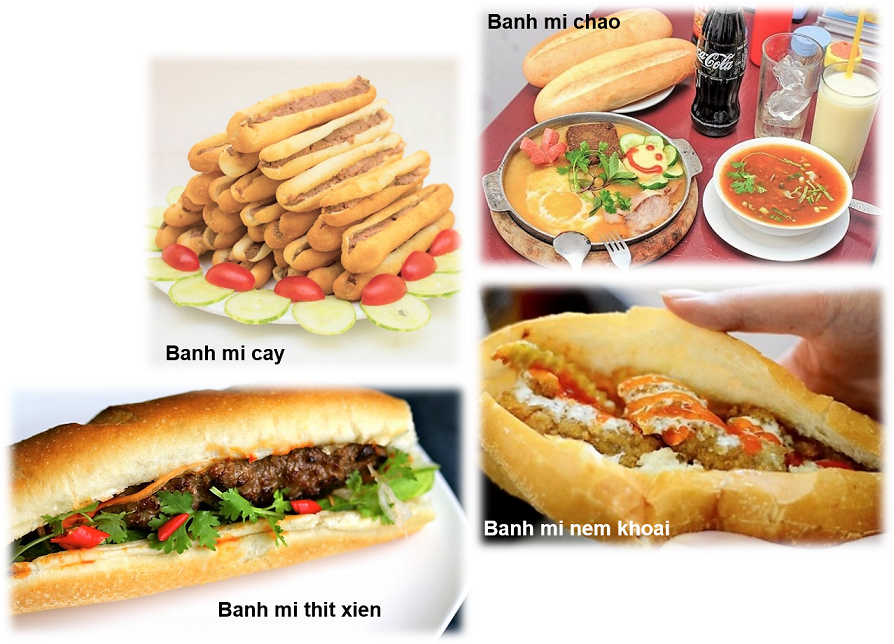 Banh mi chao
Coca-Cola
Banh mi cay
Banh mi nem khoai
Banh mi thit xien